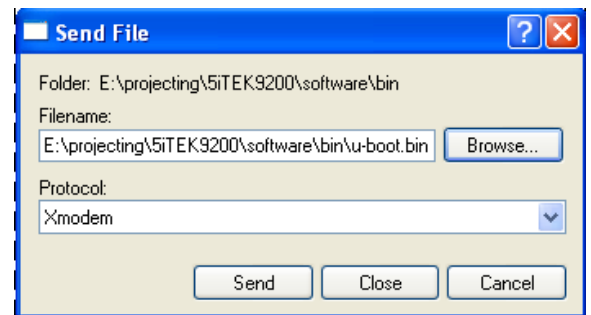 Send File
Folder: E:\projecting\5iTEK9200\software\bin
Filename:
E:\projecting\5iTEK9200\software\bin\u-boot.bin Browse...
Protocol:
Xmodem
Send Close Cancel